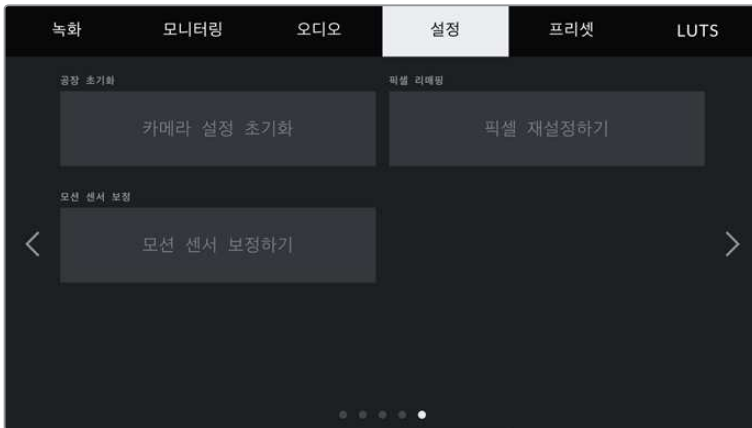 녹화 모니터링 오디오 설정 프리셋 LUTS
공장 초기화 픽셀 리매핑
카메라 설정 초기화 픽셀 재설정하기
모션 센서 보정
모션 센서 보정하기